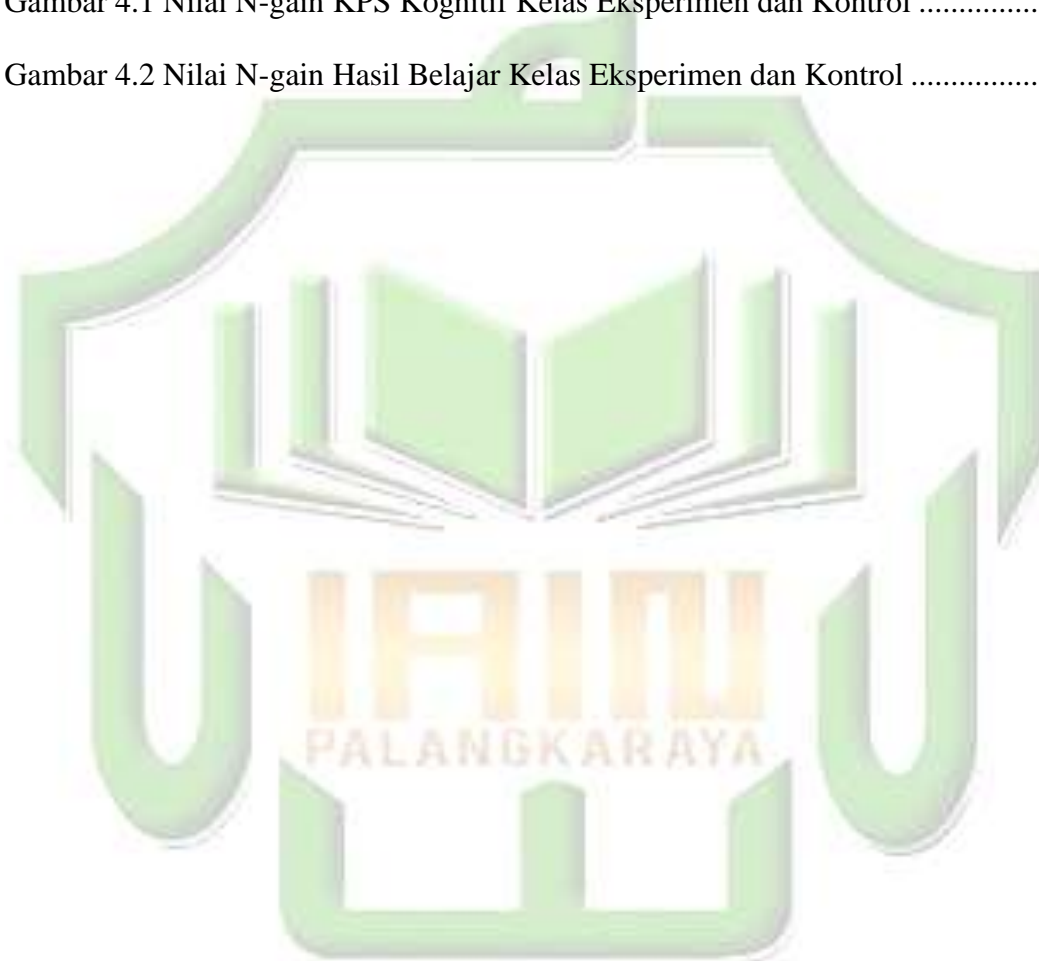 Gambar 4.1 Nilai N-gain KPS Kognitif Kelas Eksperimen dan Kontrol ................
Gambar 4.2 Nilai N-gain Hasil Belajar Kelas Eksperimen dan Kontrol .................
IAIN
PALANGKARAYA